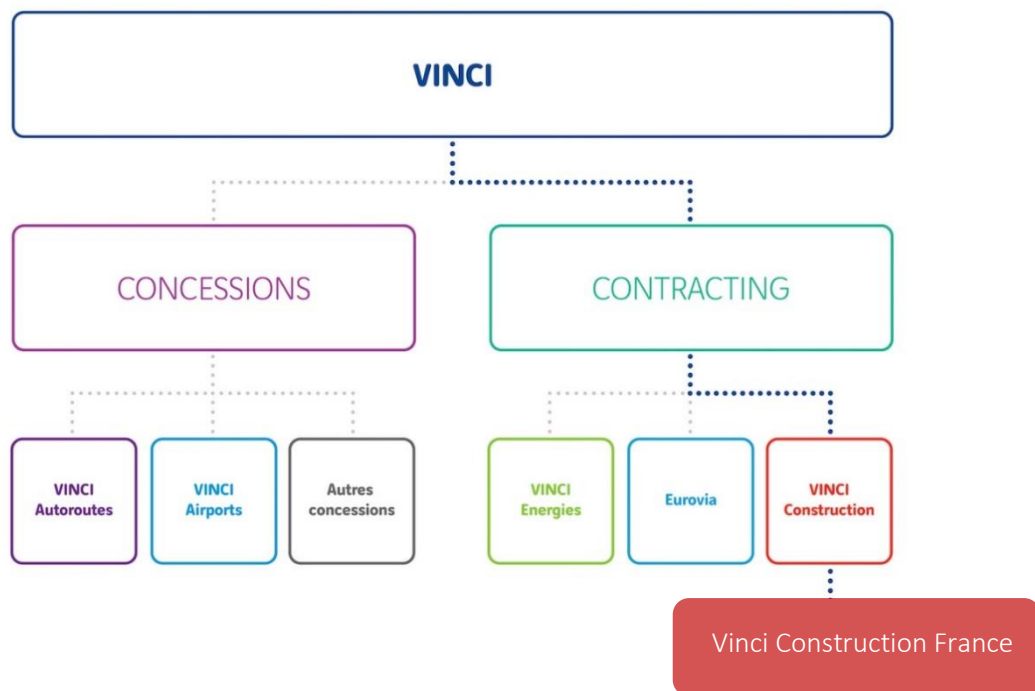 VINCI
CONCESSIONS
CONTRACTING
VINCI
Autoroutes
VINCI
Airports
Autres
concessions
VINCI
Energies
Eurovia
VINCI
Construction
Vinci Construction France